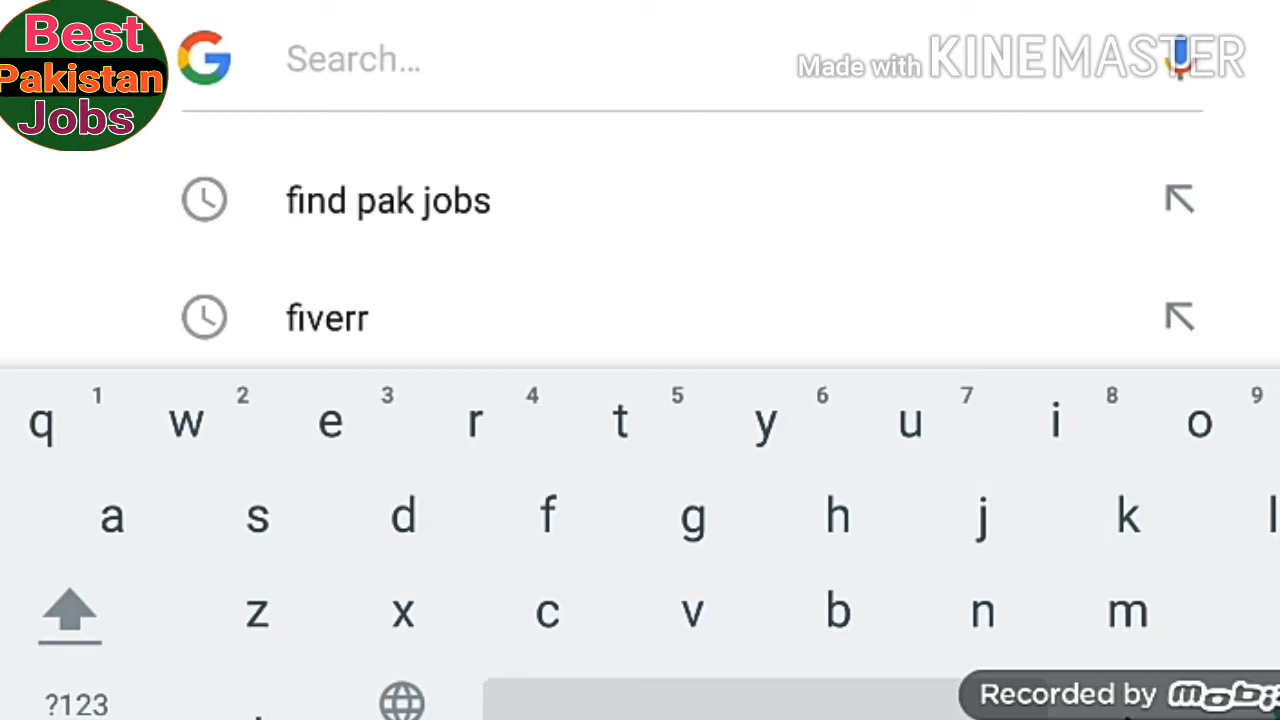 Best
Pakistan
Jobs
Search...
Made with KINEMASTER
find pak jobs
fiverr
1 2 3 4 5 6 7 8 9
q w e r t y u i o
a s d f g h j k l
z x c v b n m
?123 .
Recorded by